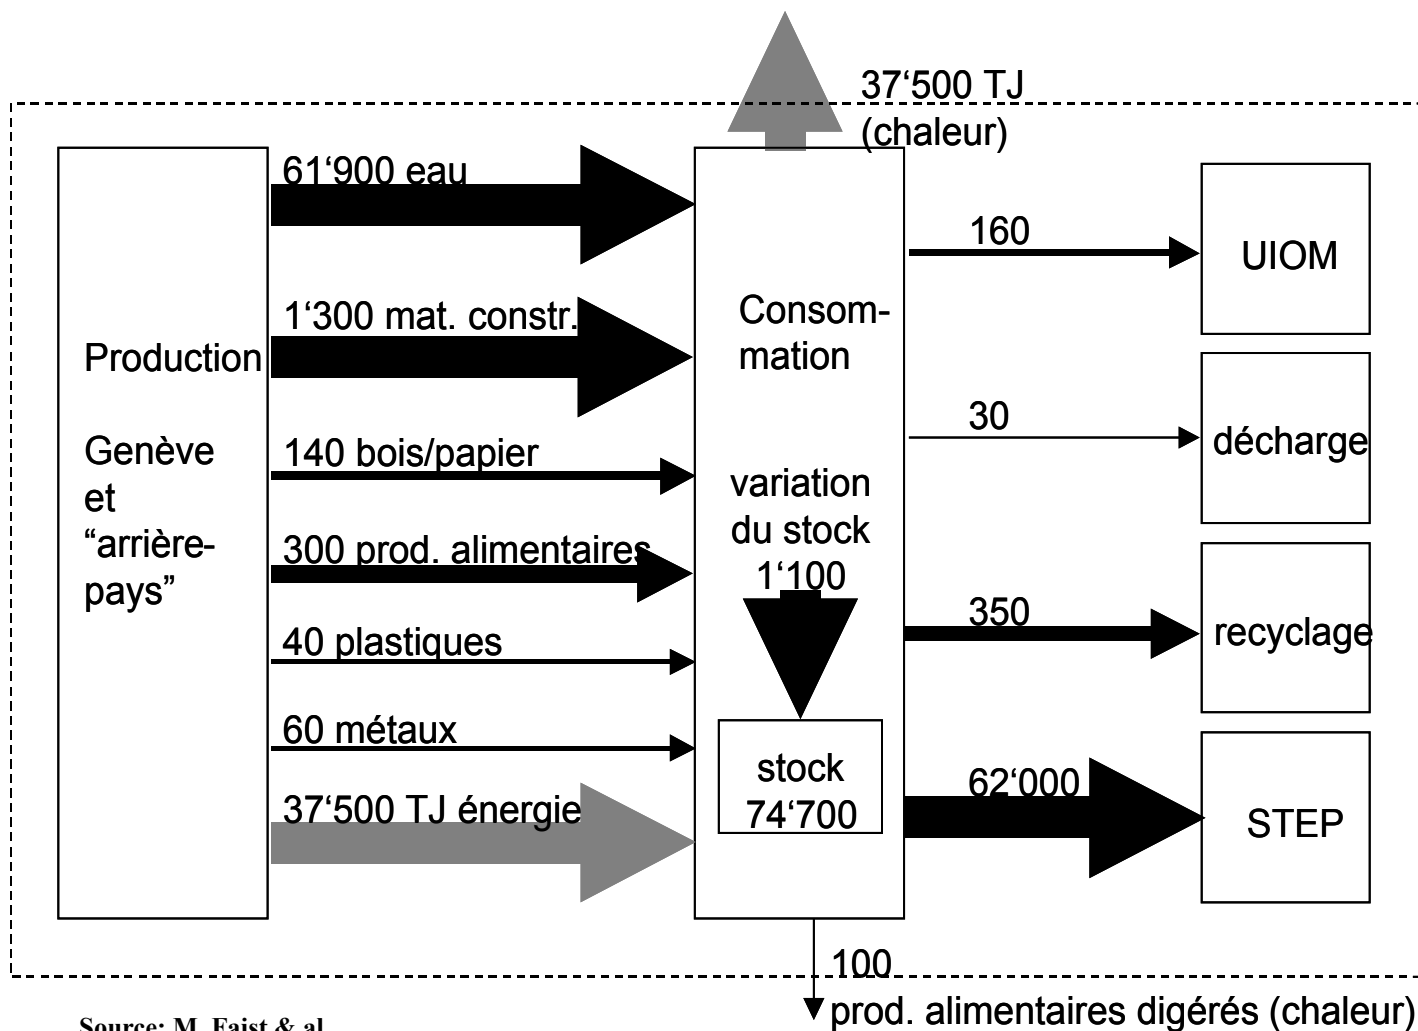 37‘500 TJ
(chaleur)
Production
Genève
et
“arrière-
pays”
61‘900 eau
1‘300 mat. constr.
140 bois/papier
300 prod. alimentaires
40 plastiques
60 métaux
37‘500 TJ énergie
Consom-
mation
variation
du stock
1‘100
stock
74‘700
160
30
350
62‘000
UIOM
décharge
recyclage
STEP
100
prod. alimentaires digérés (chaleur)
Source: M. Faist & al